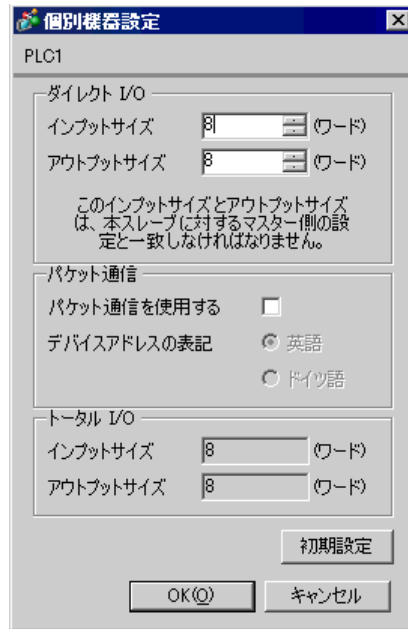 個別機器設定
PLC1
ダイレクト I/O
インプットサイズ 8 (ワード)
アウトプットサイズ 8 (ワード)
このインプットサイズとアウトプットサイズ
は、本スレーブに対するマスター側の設
定と一致しなければなりません。
パケット通信
パケット通信を使用する
デバイスアドレスの表記 英語
ドイツ語
トータル I/O
インプットサイズ 8 (ワード)
アウトプットサイズ 8 (ワード)
初期設定
OK(O) キャンセル